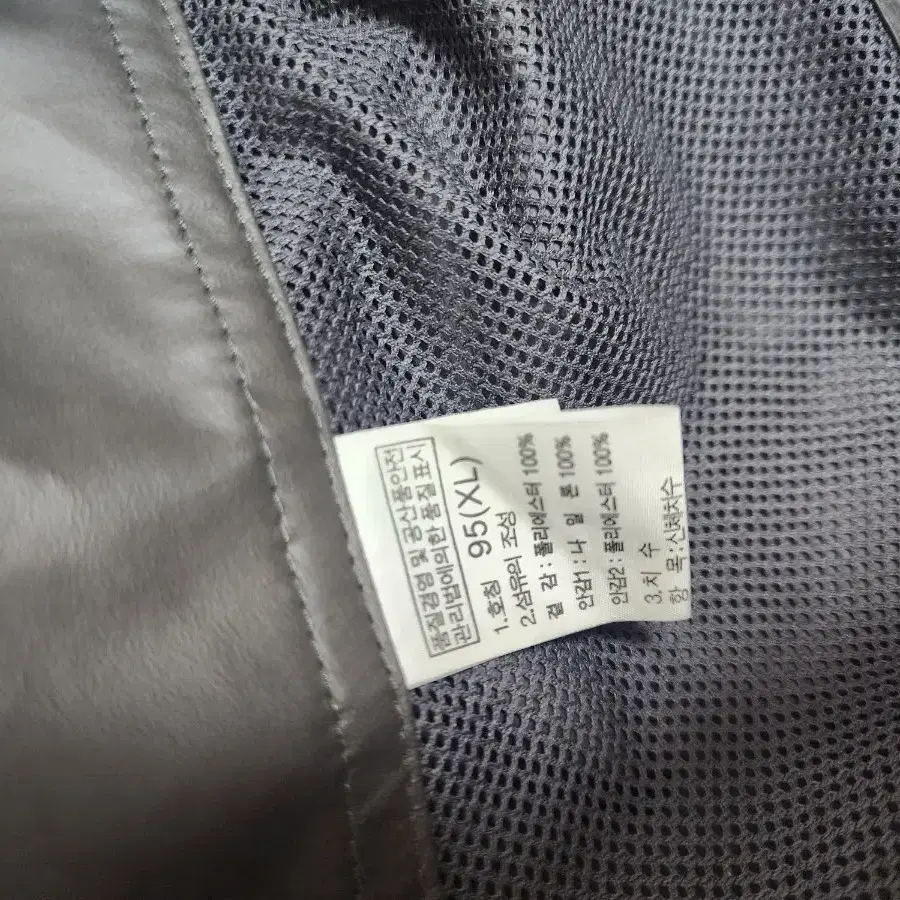 품질경영 및 공산품안전
관리법에의한 품질 표시
1.호칭 95(XL)
2.섬유의 조성
겉 감 : 폴리에스터 100%
안감1 : 나 일 론 100%
안감2 : 폴리에스터 100%
3.치 수
항 목 : 신체치수